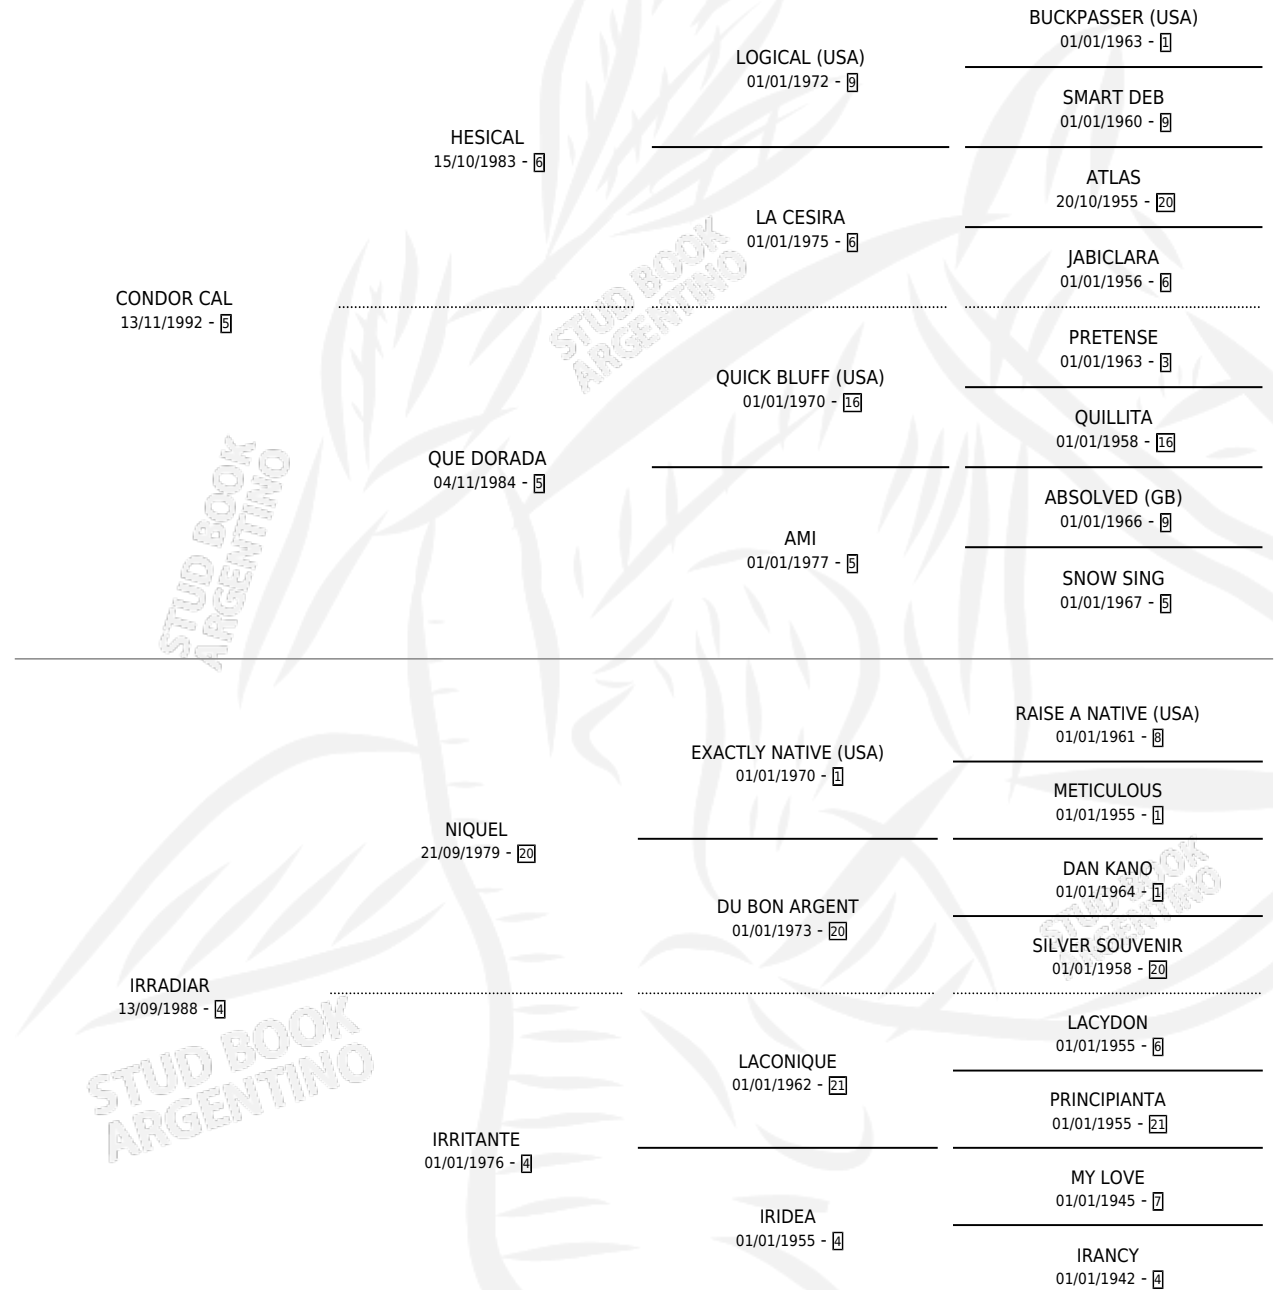 BUCKPASSER (USA)
01/01/1963 - 1
LOGICAL (USA)
01/01/1972 - 9
SMART DEB
01/01/1960 - 9
HESICAL
15/10/1983 - 6
ATLAS
20/10/1955 - 20
LA CESIRA
01/01/1975 - 6
JABICLARA
01/01/1956 - 6
CONDOR CAL
13/11/1992 - 5
PRETENSE
01/01/1963 - 3
QUICK BLUFF (USA)
01/01/1970 - 16
QUILLITA
01/01/1958 - 16
QUE DORADA
04/11/1984 - 5
ABSOLVED (GB)
01/01/1966 - 9
AMI
01/01/1977 - 5
SNOW SING
01/01/1967 - 5
RAISE A NATIVE (USA)
01/01/1961 - 8
EXACTLY NATIVE (USA)
01/01/1970 - 1
METICULOUS
01/01/1955 - 1
NIQUEL
21/09/1979 - 20
DAN KANO
01/01/1964 - 1
DU BON ARGENT
01/01/1973 - 20
SILVER SOUVENIR
01/01/1958 - 20
IRRADIAR
13/09/1988 - 4
LACYDON
01/01/1955 - 6
LACONIQUE
01/01/1962 - 21
PRINCIPIANTA
01/01/1955 - 21
IRRITANTE
01/01/1976 - 4
MY LOVE
01/01/1945 - 7
IRIDEA
01/01/1955 - 4
IRANCY
01/01/1942 - 4
STUD BOOK
ARGENTINO
STUD BOOK
ARGENTINO
STUD BOOK
ARGENTINO
STUD BOOK
ARGENTINO